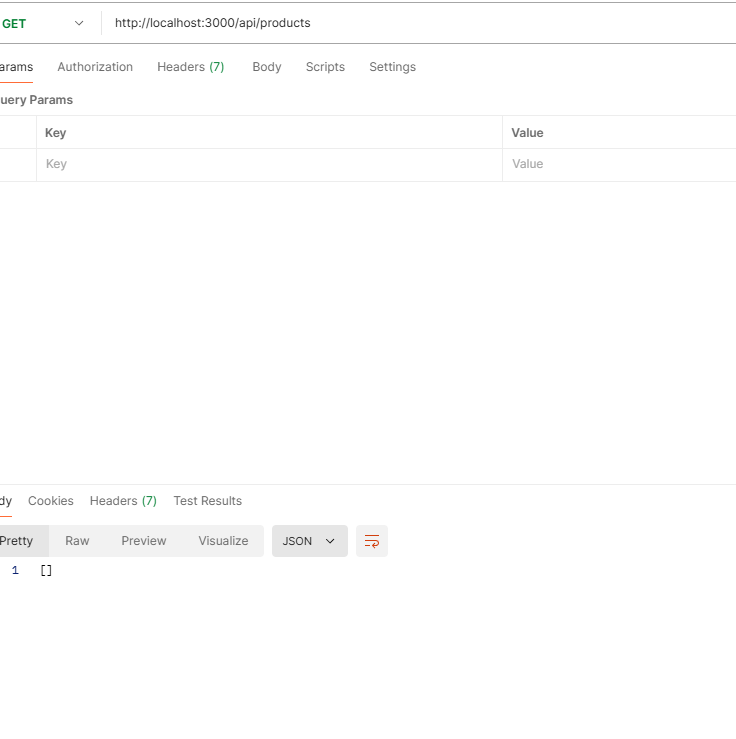 GET http://localhost:3000/api/products
arams Authorization Headers (7) Body Scripts Settings
uery Params
Key Value
Key Value
dy Cookies Headers (7) Test Results
Pretty Raw Preview Visualize JSON
1 []